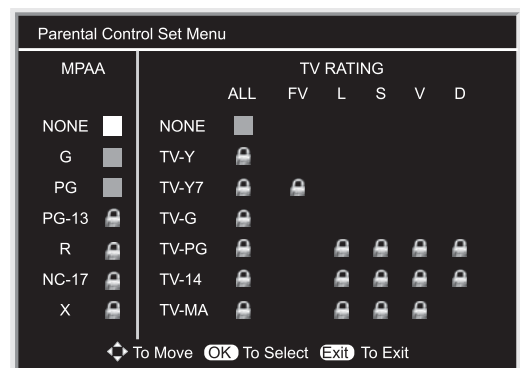 Parental Control Set Menu
MPAA TV RATING
ALL FV L S V D
NONE NONE
G TV-Y
PG TV-Y7
PG-13 TV-G
R TV-PG
NC-17 TV-14
X TV-MA
To Move OK To Select Exit To Exit